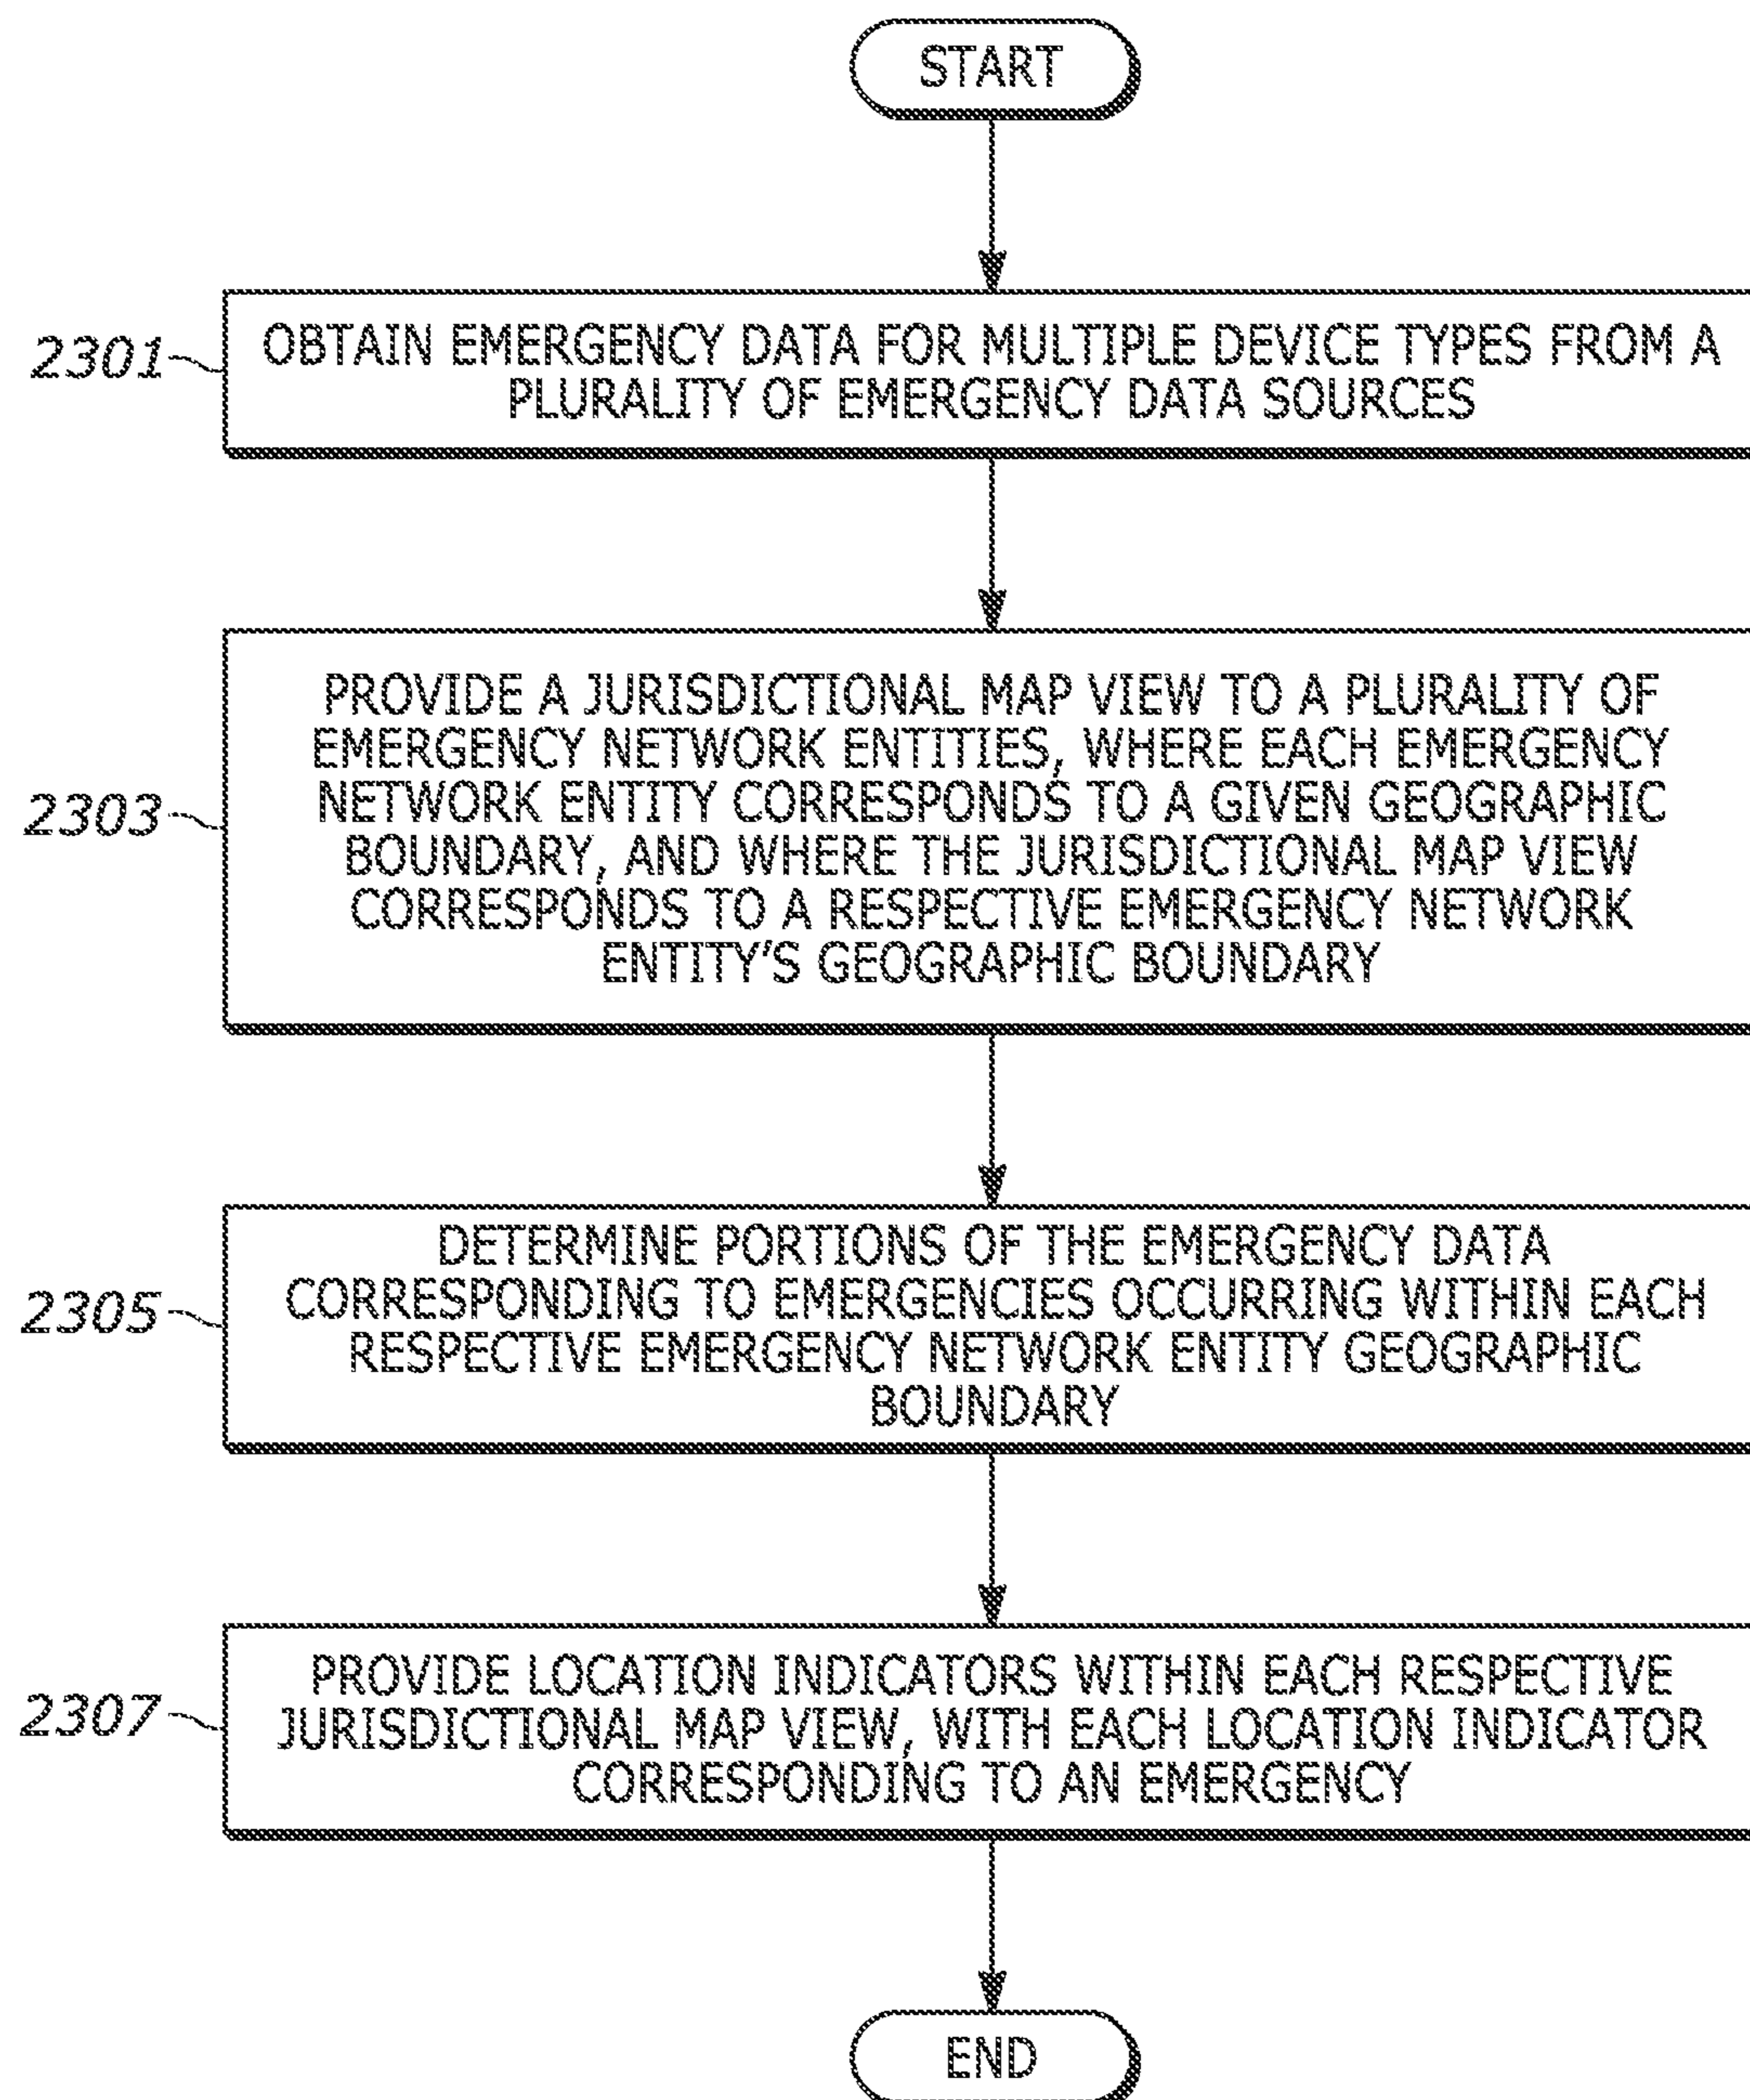 START
2301
OBTAIN EMERGENCY DATA FOR MULTIPLE DEVICE TYPES FROM A
PLURALITY OF EMERGENCY DATA SOURCES
2303
PROVIDE A JURISDICTIONAL MAP VIEW TO A PLURALITY OF
EMERGENCY NETWORK ENTITIES, WHERE EACH EMERGENCY
NETWORK ENTITY CORRESPONDS TO A GIVEN GEOGRAPHIC
BOUNDARY, AND WHERE THE JURISDICTIONAL MAP VIEW
CORRESPONDS TO A RESPECTIVE EMERGENCY NETWORK
ENTITY'S GEOGRAPHIC BOUNDARY
2305
DETERMINE PORTIONS OF THE EMERGENCY DATA
CORRESPONDING TO EMERGENCIES OCCURRING WITHIN EACH
RESPECTIVE EMERGENCY NETWORK ENTITY GEOGRAPHIC
BOUNDARY
2307
PROVIDE LOCATION INDICATORS WITHIN EACH RESPECTIVE
JURISDICTIONAL MAP VIEW, WITH EACH LOCATION INDICATOR
CORRESPONDING TO AN EMERGENCY
END